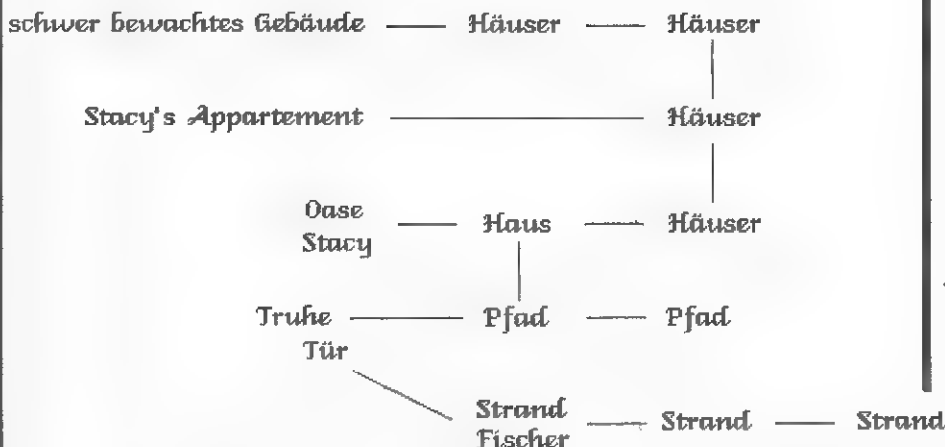 schwer bewachtes Gebäude Häuser Häuser
Stacy's Appartement Häuser
Oase
Stacy
Haus Häuser
Truhe
Tür
Pfad Pfad
Strand
Fischer
Strand Strand